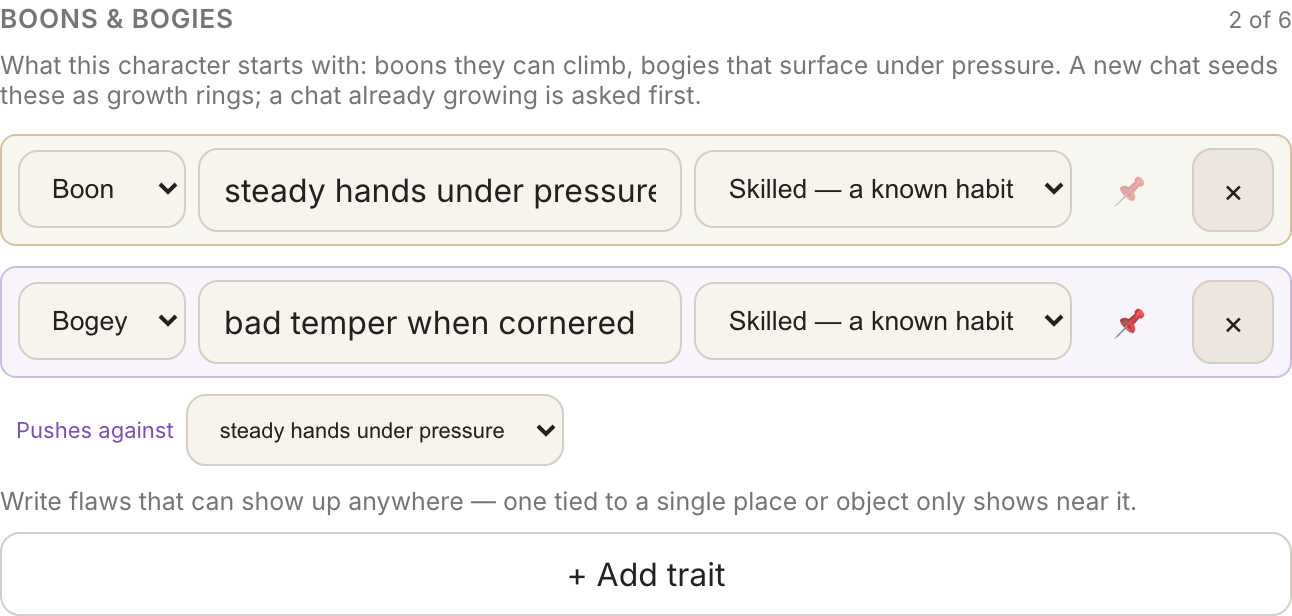 BOONS & BOGIES 2 of 6
What this character starts with: boons they can climb, bogies that surface under pressure. A new chat seeds
these as growth rings; a chat already growing is asked first.
Boon steady hands under pressure Skilled — a known habit ×
Bogey bad temper when cornered Skilled — a known habit ×
Pushes against steady hands under pressure
Write flaws that can show up anywhere — one tied to a single place or object only shows near it.
+ Add trait